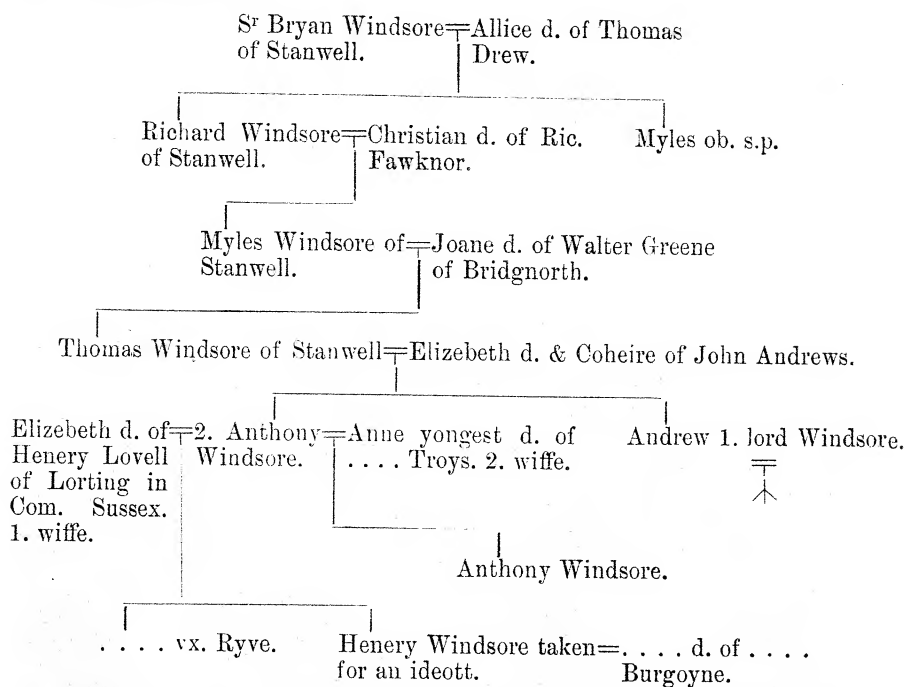 Sʳ Bryan Windsore=Allice d. of Thomas
of Stanwell. Drew.
Richard Windsore=Christian d. of Ric. Myles ob. s.p.
of Stanwell. Fawknor.
Myles Windsore of=Joane d. of Walter Greene
Stanwell. of Bridgnorth.
Thomas Windsore of Stanwell=Elizebeth d. & Coheire of John Andrews.
Elizebeth d. of=2. Anthony=Anne yongest d. of Andrew 1. lord Windsore.
Henery Lovell Windsore. . . . . Troys. 2. wiffe.
of Lorting in
Com. Sussex.
1. wiffe.
Anthony Windsore.
. . . . vx. Ryve. Henery Windsore taken=. . . . d. of . . . .
for an ideott. Burgoyne.